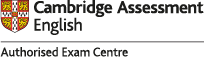 Cambridge Assessment
English
Authorised Exam Centre